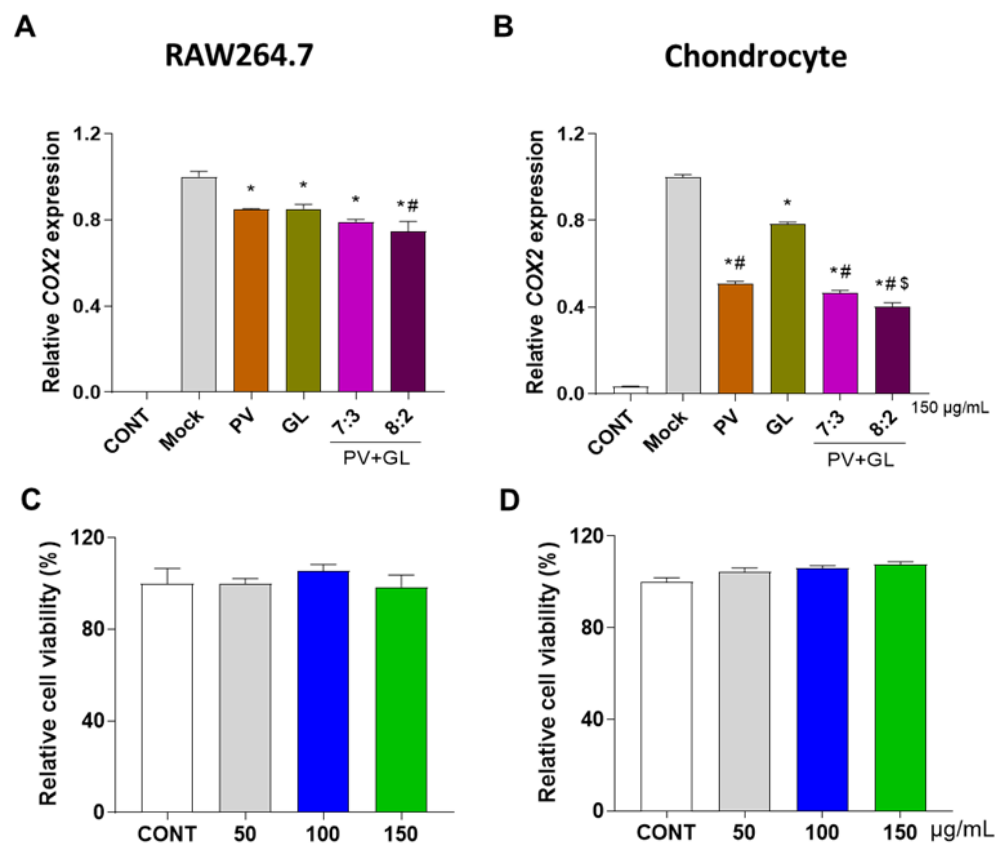 A
RAW264.7
B
Chondrocyte
Relative COX2 expression
1.2
0.8
0.4
0.0
*
*
*
*#
CONT
Mock
PV
GL
7:3
8:2
PV+GL
Relative COX2 expression
1.2
0.8
0.4
0.0
*#
*
*#
*#$
CONT
Mock
PV
GL
7:3
8:2
150 µg/mL
PV+GL
C
Relative cell viability (%)
120
80
40
0
CONT 50 100 150
D
Relative cell viability (%)
120
80
40
0
CONT 50 100 150 µg/mL